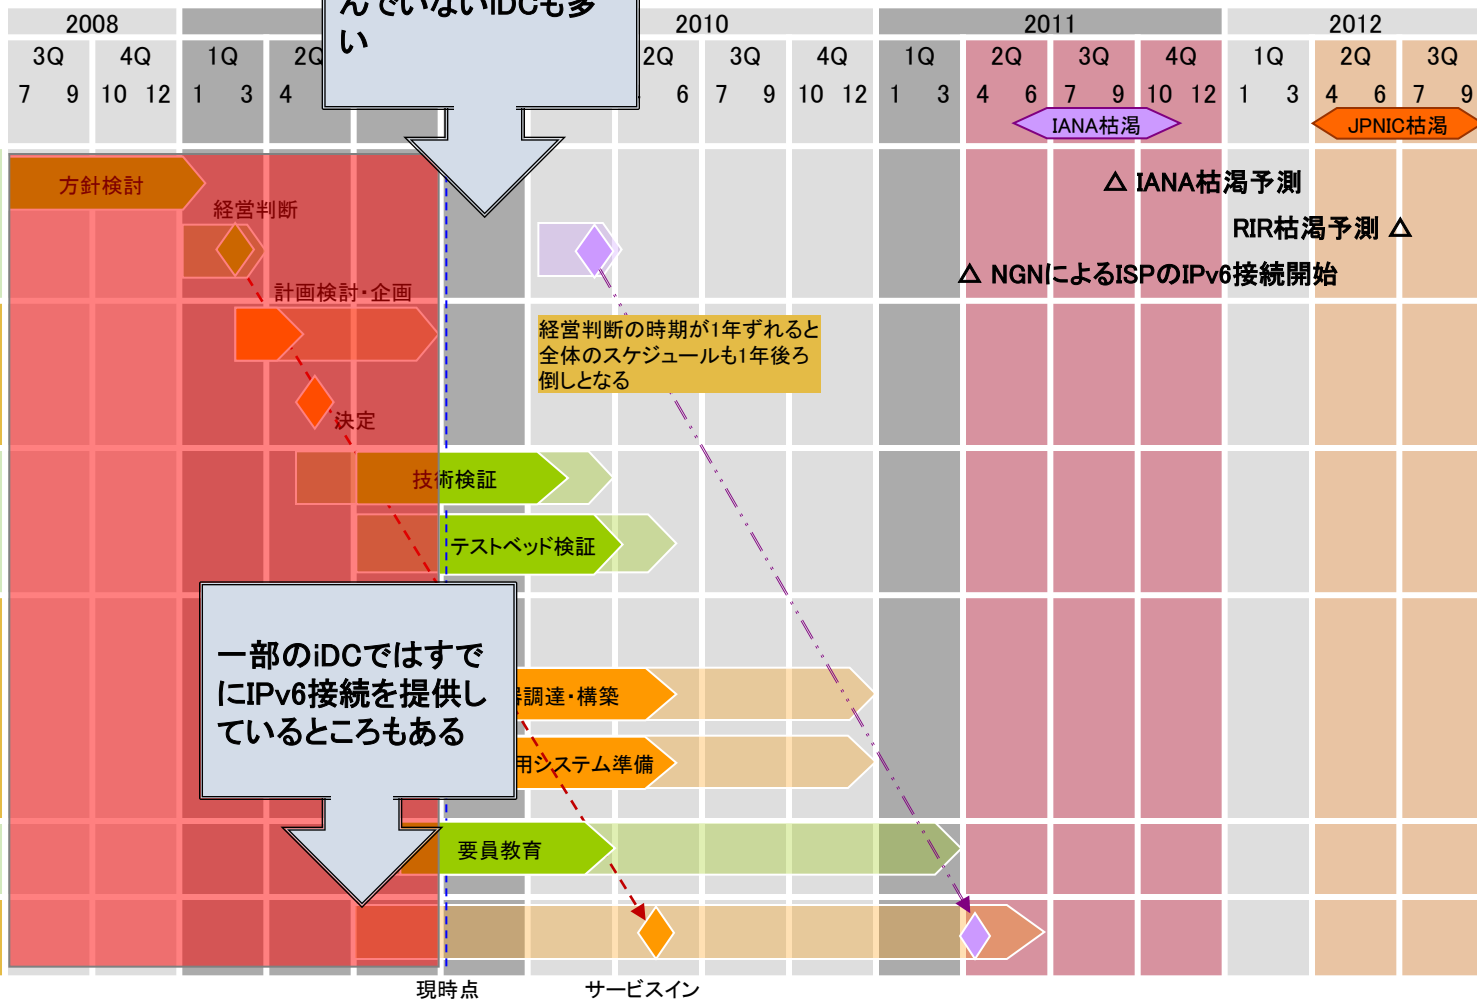 んでいないiDCも多
い
2008
2010
2011
2012
3Q 4Q 1Q 2Q 2Q 3Q 4Q 1Q 2Q 3Q 4Q 1Q 2Q 3Q
7 9 10 12 1 3 4 6 7 9 10 12 1 3 4 6 7 9 10 12 1 3 4 6 7 9
IANA枯渇
JPNIC枯渇
方針検討
△ IANA枯渇予測
経営判断
RIR枯渇予測 △
△ NGNによるISPのIPv6接続開始
計画検討・企画
経営判断の時期が1年ずれると
全体のスケジュールも1年後ろ
倒しとなる
決定
技術検証
テストベッド検証
一部のiDCではすで
にIPv6接続を提供し
ているところもある
調達・構築
用システム準備
要員教育
現時点
サービスイン